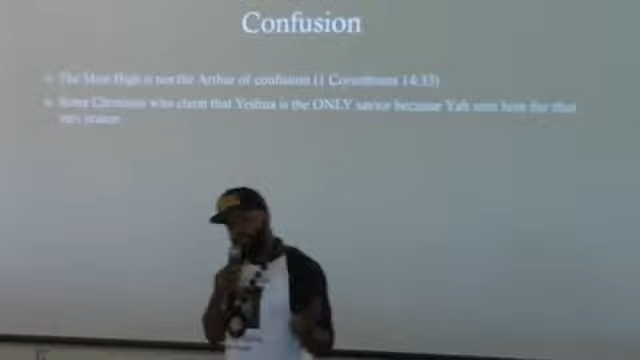 Confusion
The Most High is not the Arthor of confusion (1 Corinthians 14:33)
Some Christians who claim that Yeshua is the ONLY savior because Yah sent him for that
very reason